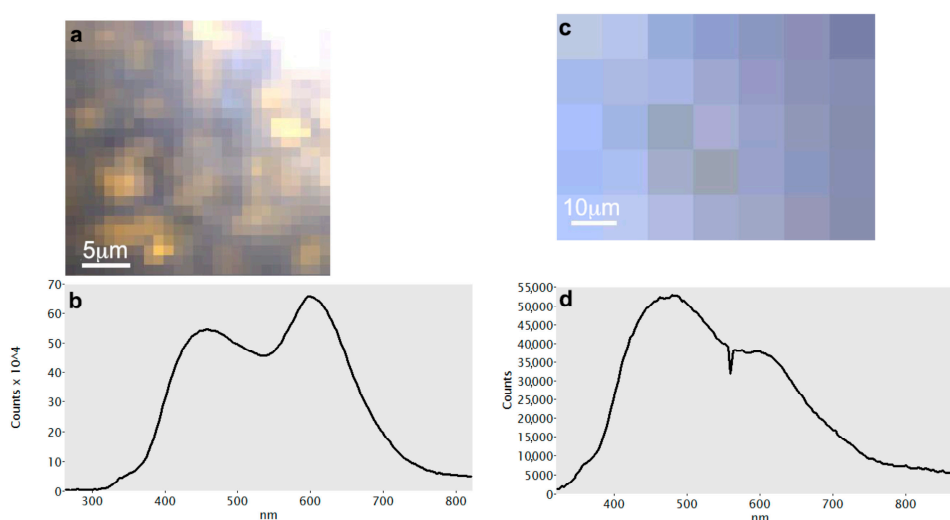 a
5μm
c
10μm
b
Counts x 10^4
70
60
50
40
30
20
10
0
300 400 500 600 700 800
nm
d
Counts
55,000
50,000
45,000
40,000
35,000
30,000
25,000
20,000
15,000
10,000
5000
0
400 500 600 700 800
nm